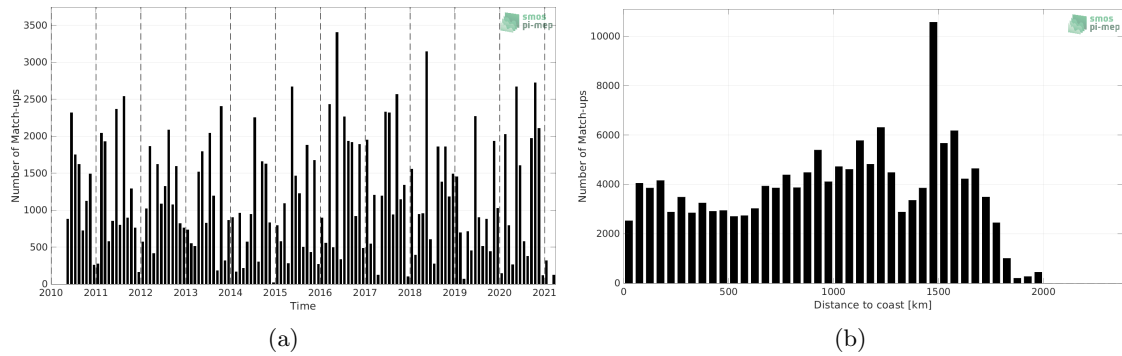 smos
pi-mep
3500
3000
2500
2000
1500
1000
500
0
Number of Match-ups
2010 2011 2012 2013 2014 2015 2016 2017 2018 2019 2020 2021
Time
(a)
smos
pi-mep
10000
8000
6000
4000
2000
0
Number of Match-ups
0 500 1000 1500 2000
Distance to coast [km]
(b)